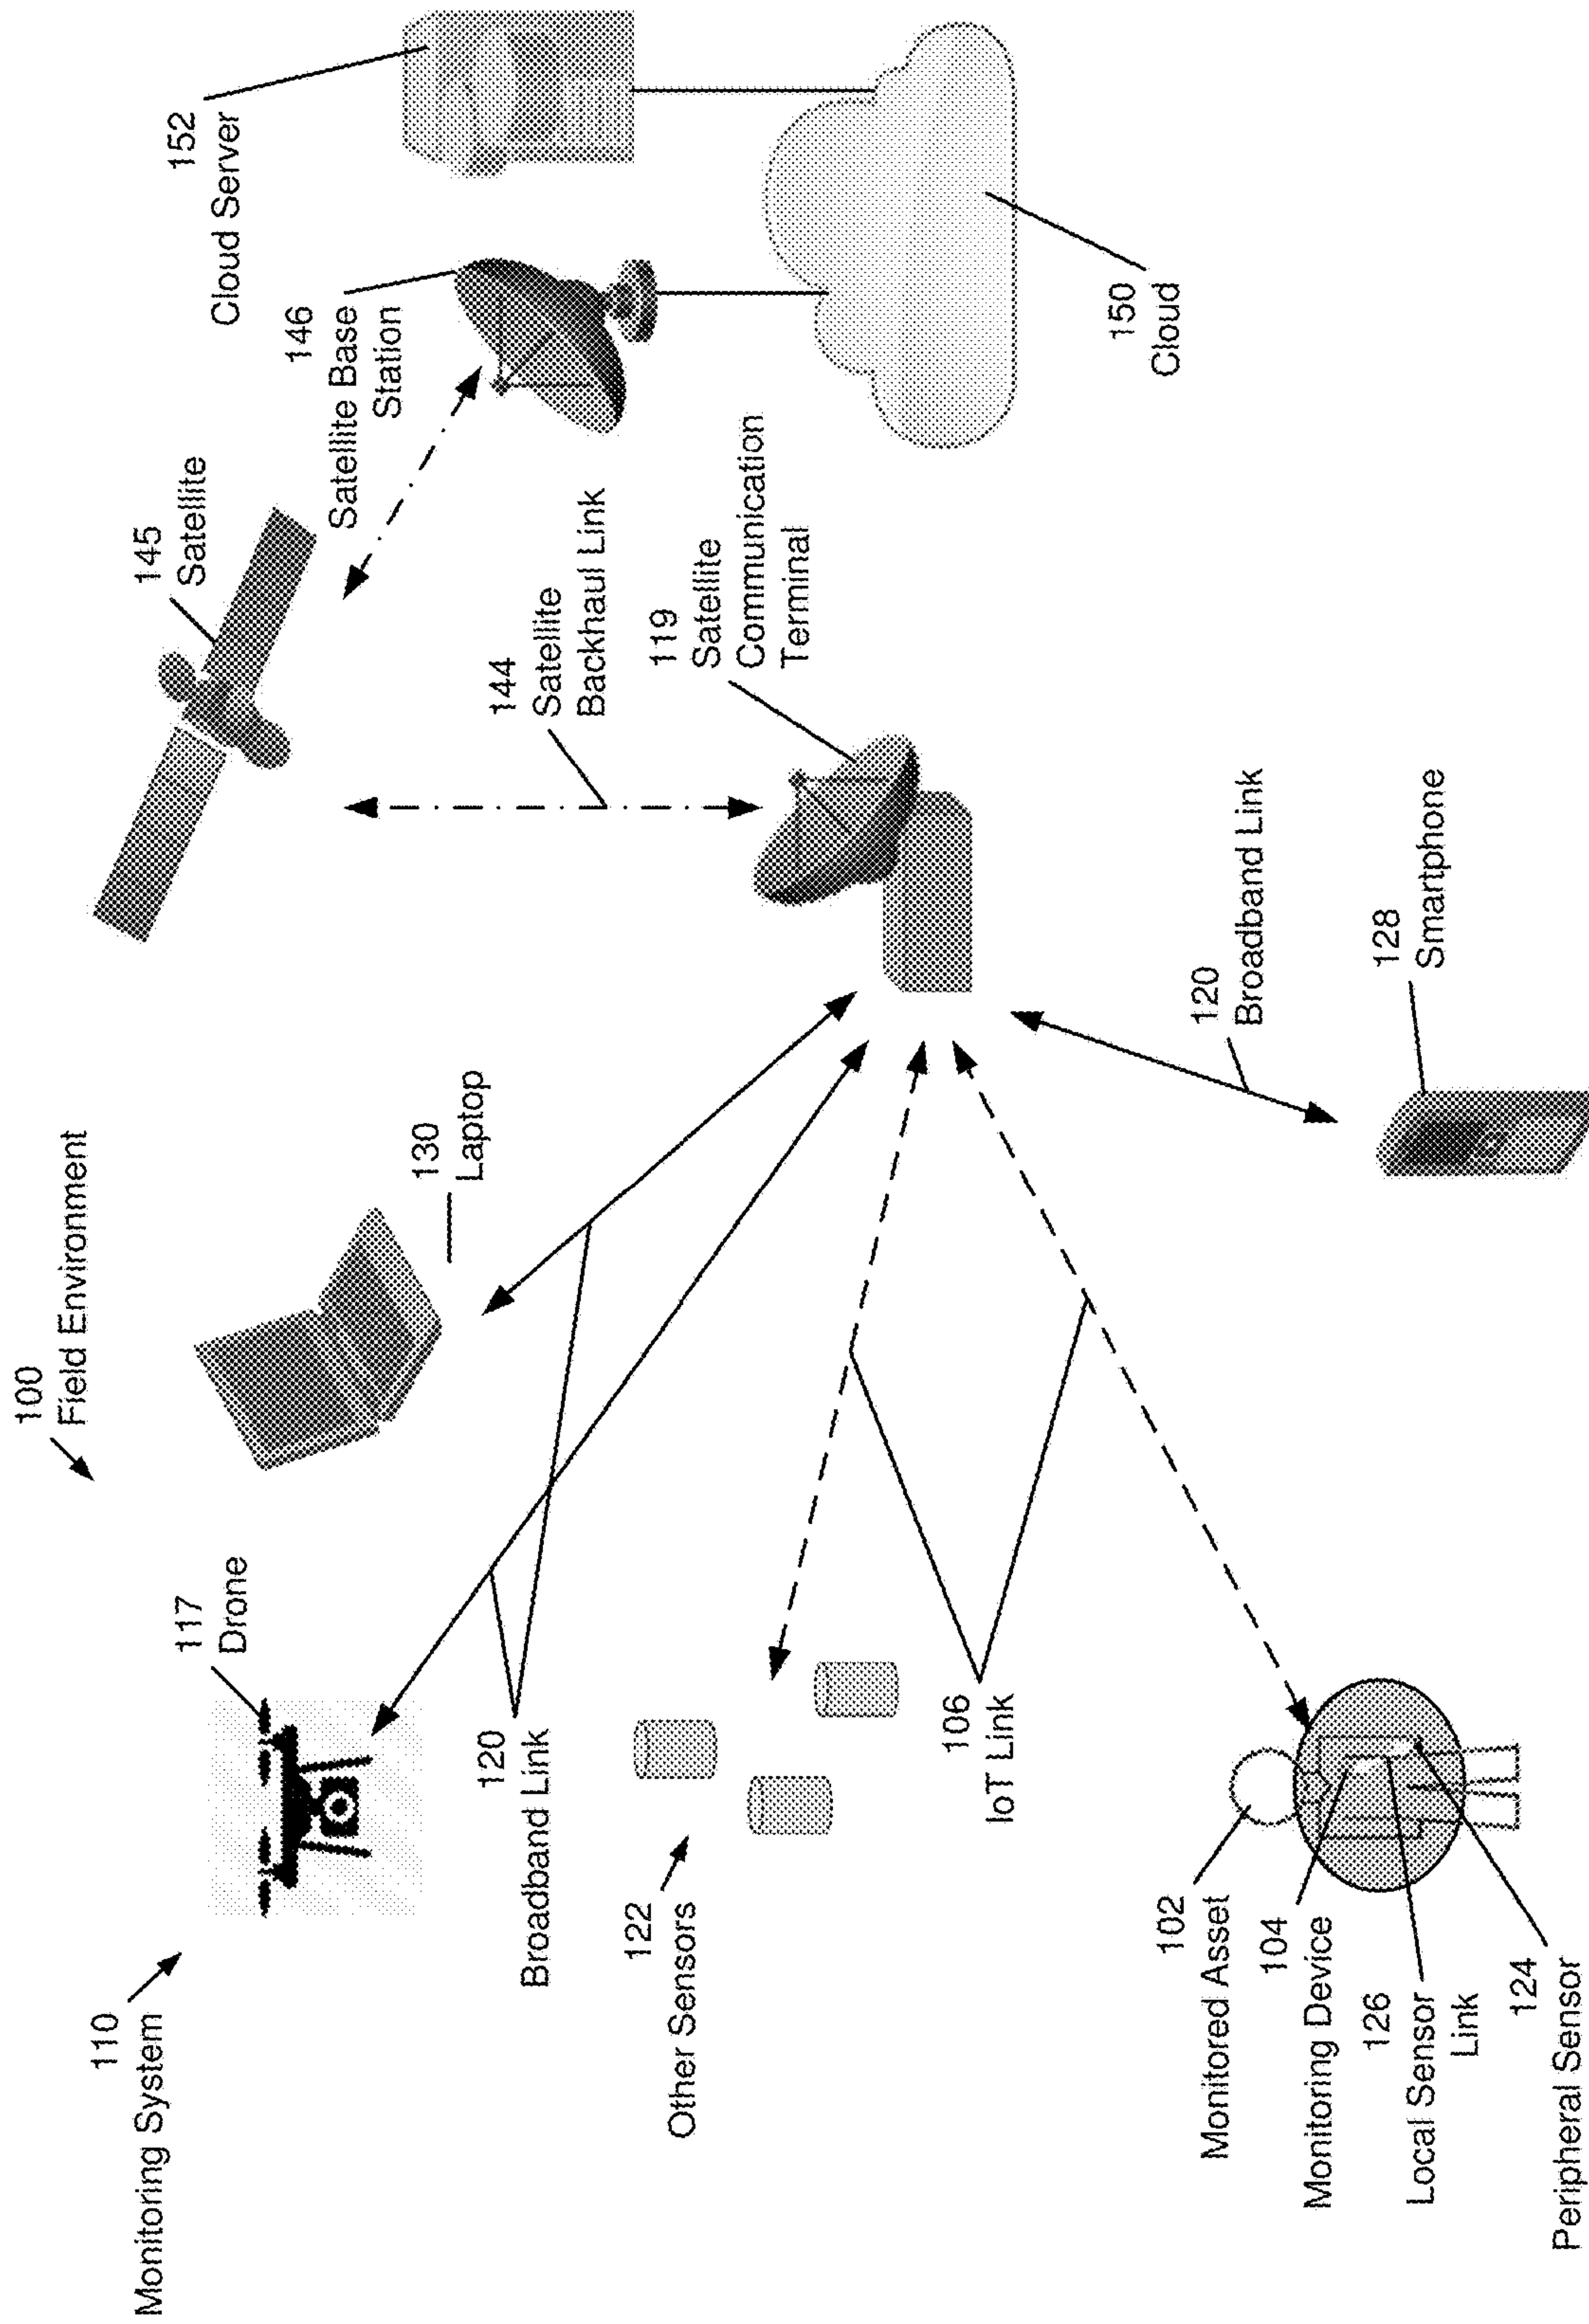 100
Field Environment
110
Monitoring System
117
Drone
130
Laptop
145
Satellite
152
Cloud Server
146
Satellite Base
Station
144
Satellite
Backhaul Link
119
Satellite
Communication
Terminal
120
Broadband Link
122
Other Sensors
106
IoT Link
150
Cloud
120
Broadband Link
128
Smartphone
102
Monitored Asset
104
Monitoring Device
126
Local Sensor
Link
124
Peripheral Sensor